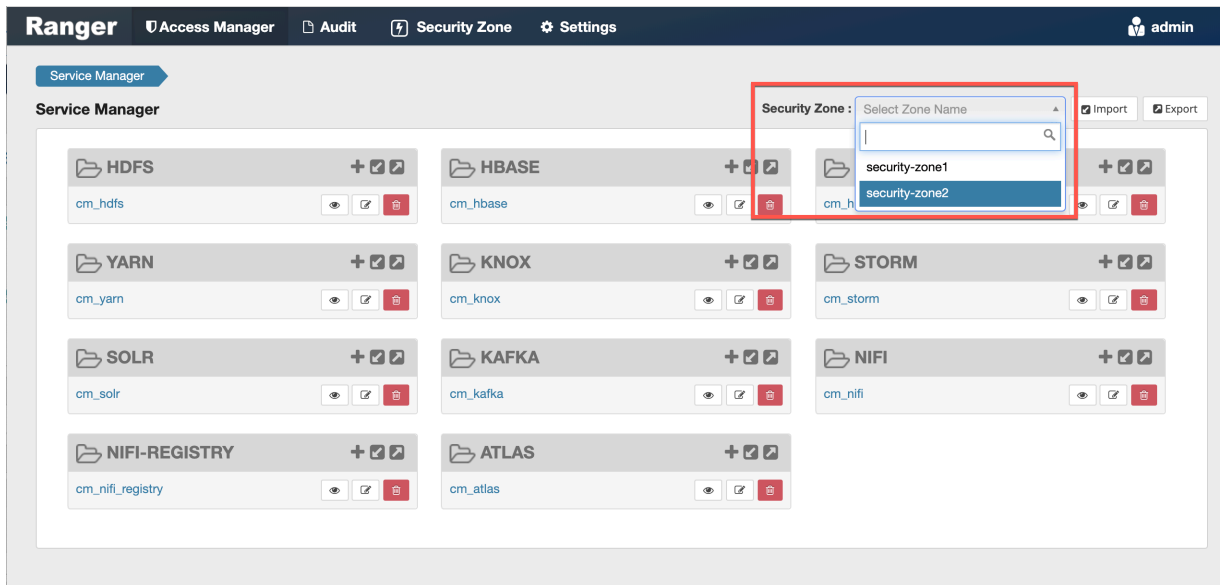 Ranger Access Manager Audit Security Zone Settings admin
Service Manager
Service Manager Security Zone : Select Zone Name Import Export
security-zone1
security-zone2
HDFS HBASE
cm_hdfs cm_hbase cm_h
YARN KNOX STORM
cm_yarn cm_knox cm_storm
SOLR KAFKA NIFI
cm_solr cm_kafka cm_nifi
NIFI-REGISTRY ATLAS
cm_nifi_registry cm_atlas